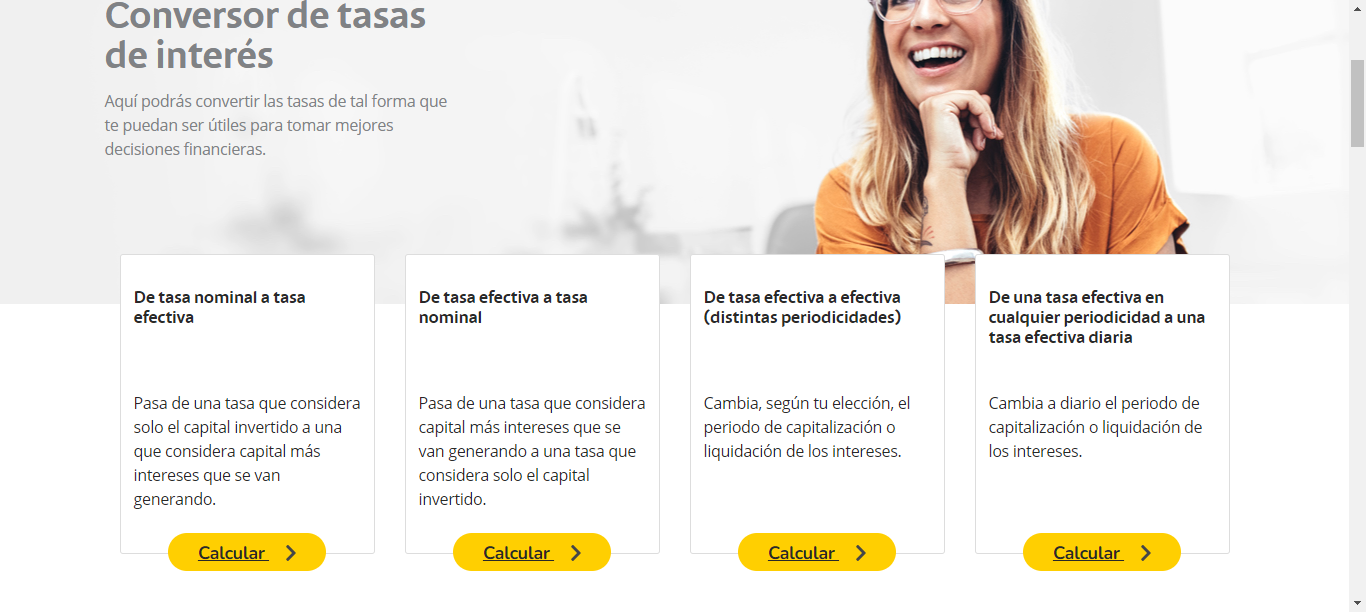 Conversor de tasas
de interés
Aquí podrás convertir las tasas de tal forma que
te puedan ser útiles para tomar mejores
decisiones financieras.
De tasa nominal a tasa
efectiva
Pasa de una tasa que considera
solo el capital invertido a una
que considera capital más
intereses que se van
generando.
Calcular
De tasa efectiva a tasa
nominal
Pasa de una tasa que considera
capital más intereses que se
van generando a una tasa que
considera solo el capital
invertido.
Calcular
De tasa efectiva a efectiva
(distintas periodicidades)
Cambia, según tu elección, el
periodo de capitalización o
liquidación de los intereses.
Calcular
De una tasa efectiva en
cualquier periodicidad a una
tasa efectiva diaria
Cambia a diario el periodo de
capitalización o liquidación de
los intereses.
Calcular